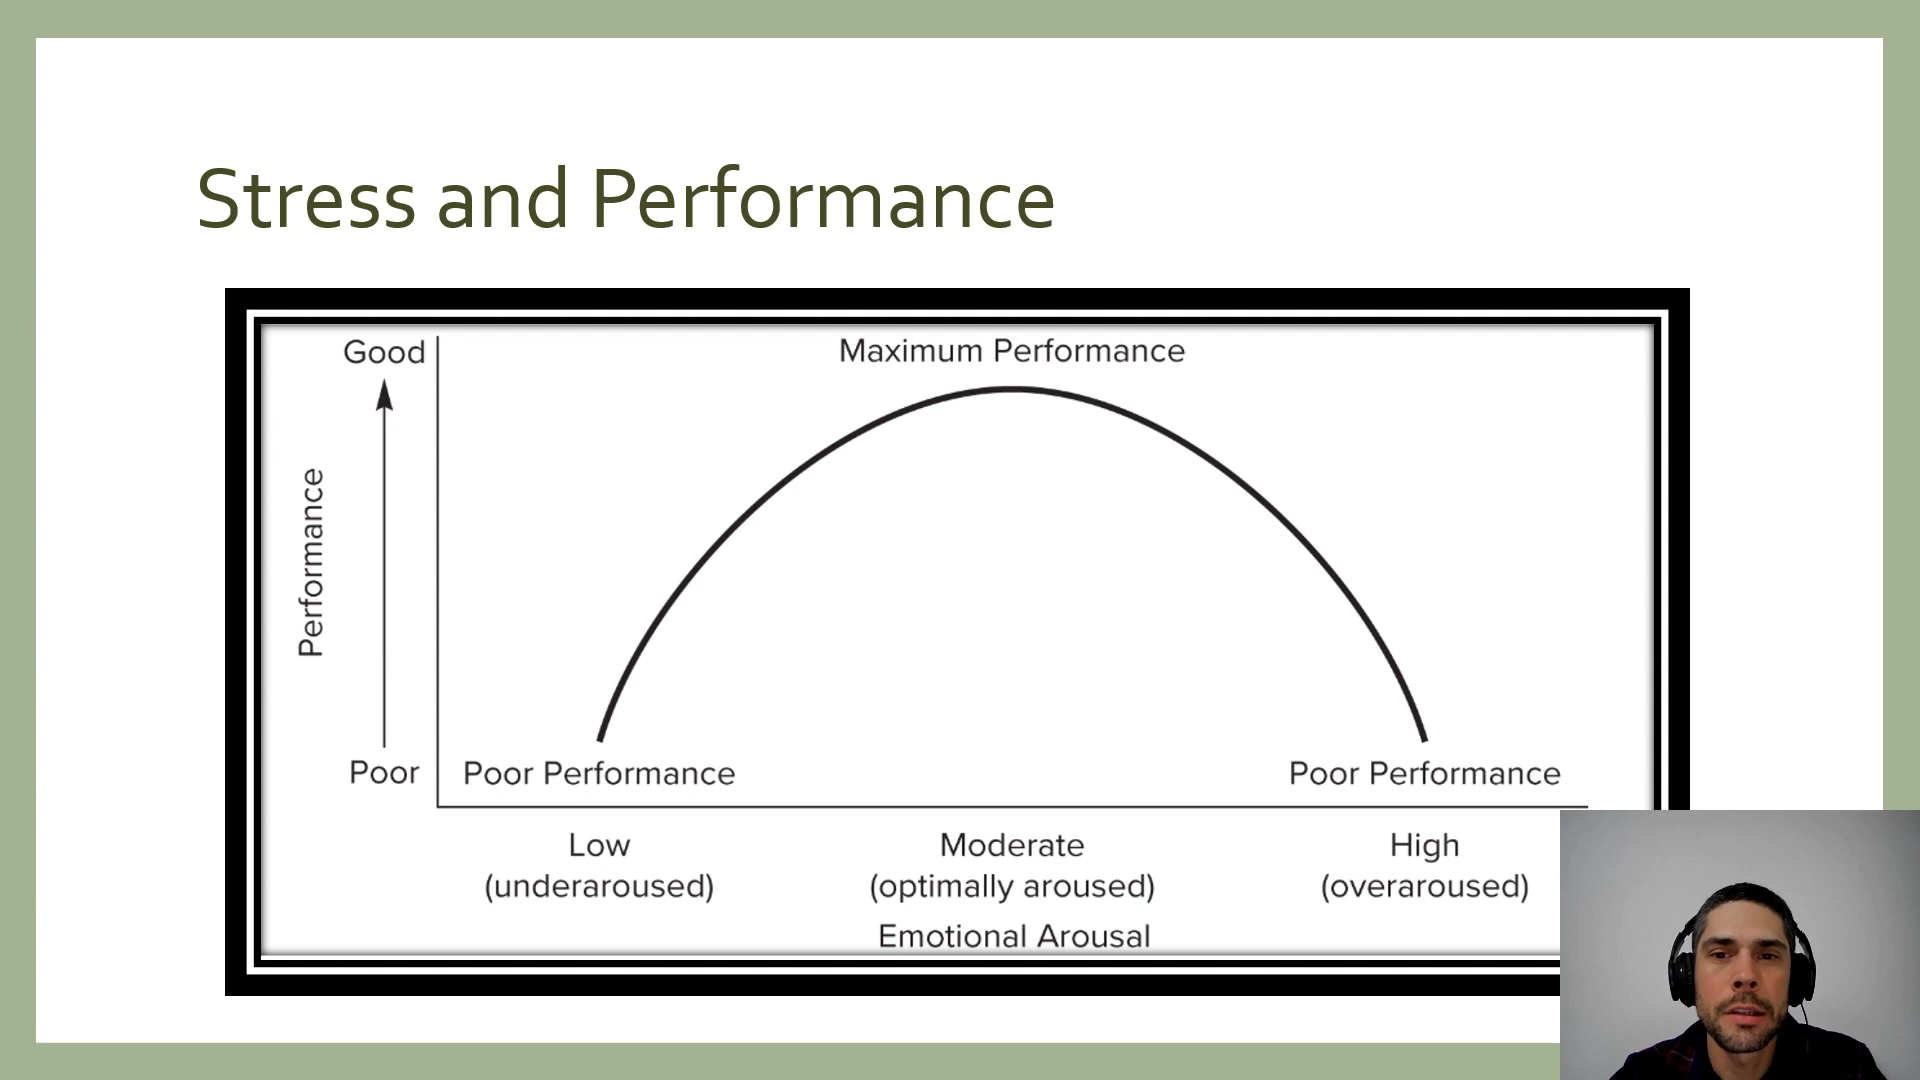 Stress and Performance
Good
Maximum Performance
Performance
Poor
Poor Performance
Poor Performance
Low
(underaroused)
Moderate
(optimally aroused)
High
(overaroused)
Emotional Arousal